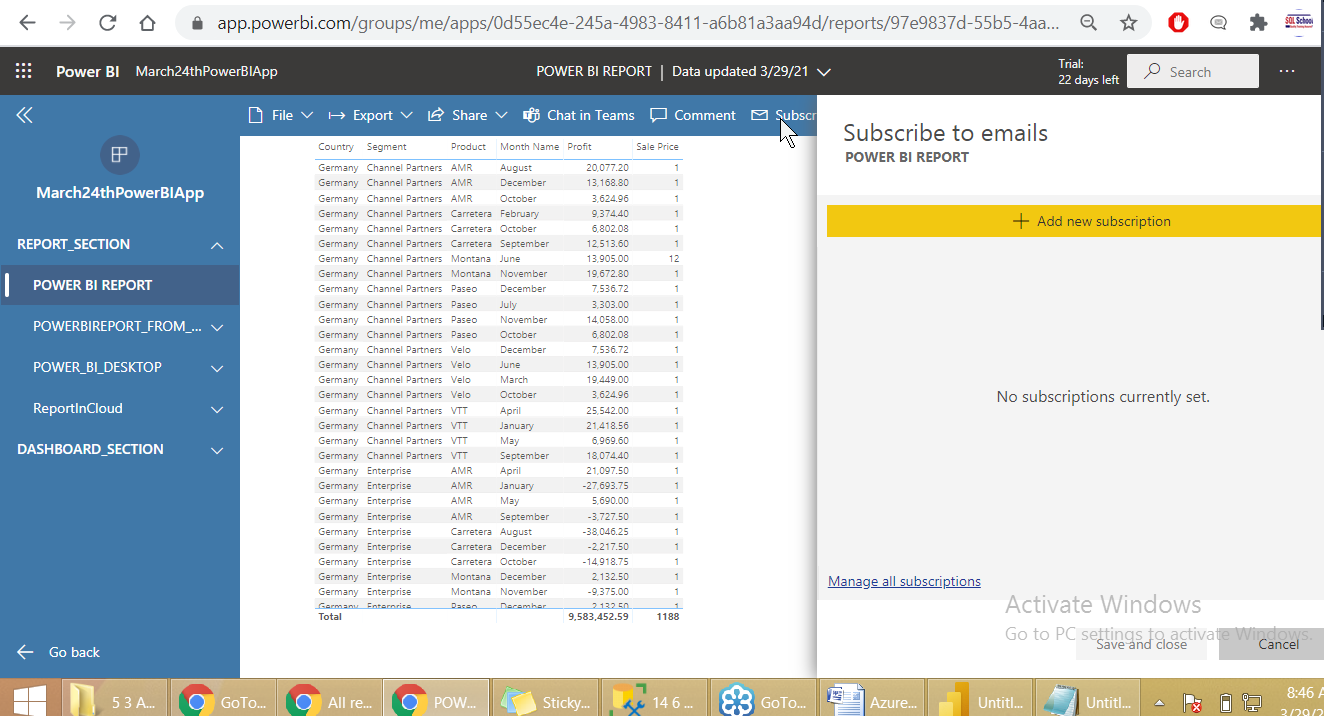 app.powerbi.com/groups/me/apps/0d55ec4e-245a-4983-8411-a6b81a3aa94d/reports/97e9837d-55b5-4aa...
Power BI March24thPowerBIApp POWER BI REPORT | Data updated 3/29/21 Trial: 22 days left Search
File Export Share Chat in Teams Comment Subscr
March24thPowerBIApp
REPORT_SECTION
POWER BI REPORT
POWERBIREPORT_FROM_...
POWER_BI_DESKTOP
ReportInCloud
DASHBOARD_SECTION
Go back
Country Segment Product Month Name Profit Sale Price
Germany Channel Partners AMR August 20,077.20 1
Germany Channel Partners AMR December 13,168.80 1
Germany Channel Partners AMR October 3,624.96 1
Germany Channel Partners Carretera February 9,374.40 1
Germany Channel Partners Carretera October 6,802.08 1
Germany Channel Partners Carretera September 12,513.60 1
Germany Channel Partners Montana June 13,905.00 12
Germany Channel Partners Montana November 19,672.80 1
Germany Channel Partners Paseo December 7,536.72 1
Germany Channel Partners Paseo July 3,303.00 1
Germany Channel Partners Paseo November 14,058.00 1
Germany Channel Partners Paseo October 6,802.08 1
Germany Channel Partners Velo December 7,536.72 1
Germany Channel Partners Velo June 13,905.00 1
Germany Channel Partners Velo March 19,449.00 1
Germany Channel Partners Velo October 3,624.96 1
Germany Channel Partners VTT April 25,542.00 1
Germany Channel Partners VTT January 21,418.56 1
Germany Channel Partners VTT May 6,969.60 1
Germany Channel Partners VTT September 18,074.40 1
Germany Enterprise AMR April 21,097.50 1
Germany Enterprise AMR January -27,693.75 1
Germany Enterprise AMR May 5,690.00 1
Germany Enterprise AMR September -3,727.50 1
Germany Enterprise Carretera August -38,046.25 1
Germany Enterprise Carretera December -2,217.50 1
Germany Enterprise Carretera October -14,918.75 1
Germany Enterprise Montana December 2,132.50 1
Germany Enterprise Montana November -9,375.00 1
Germany Enterprise Paseo December 2,132.50 1
Total 9,583,452.59 1188
Subscribe to emails
POWER BI REPORT
Add new subscription
No subscriptions currently set.
Manage all subscriptions
Activate Windows
Go to PC settings to activate Windows.
Save and close Cancel
5 3 A... GoTo... All re... POW... Sticky... 14 6 ... GoTo... Azure... Untitl... Untitl... 8:46 A
3/29/2